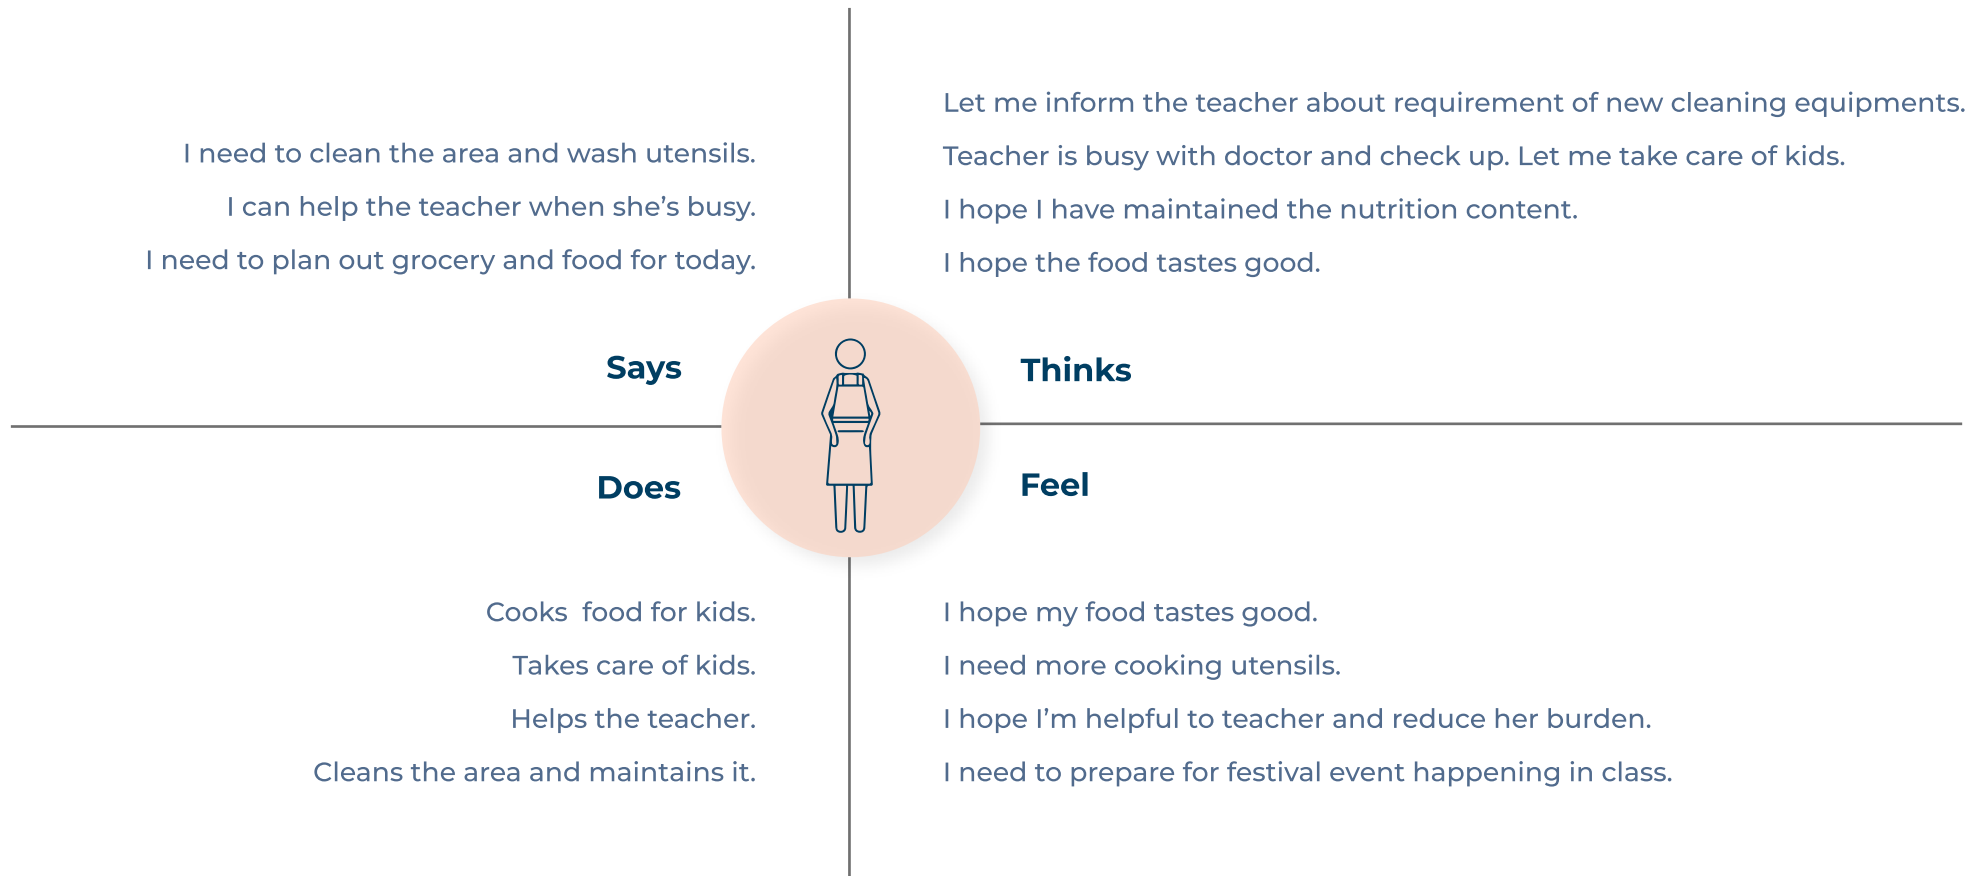 I need to clean the area and wash utensils.
I can help the teacher when she’s busy.
I need to plan out grocery and food for today.
Says
Let me inform the teacher about requirement of new cleaning equipments.
Teacher is busy with doctor and check up. Let me take care of kids.
I hope I have maintained the nutrition content.
I hope the food tastes good.
Thinks
Does
Cooks  food for kids.
Takes care of kids.
Helps the teacher.
Cleans the area and maintains it.
Feel
I hope my food tastes good.
I need more cooking utensils.
I hope I’m helpful to teacher and reduce her burden.
I need to prepare for festival event happening in class.